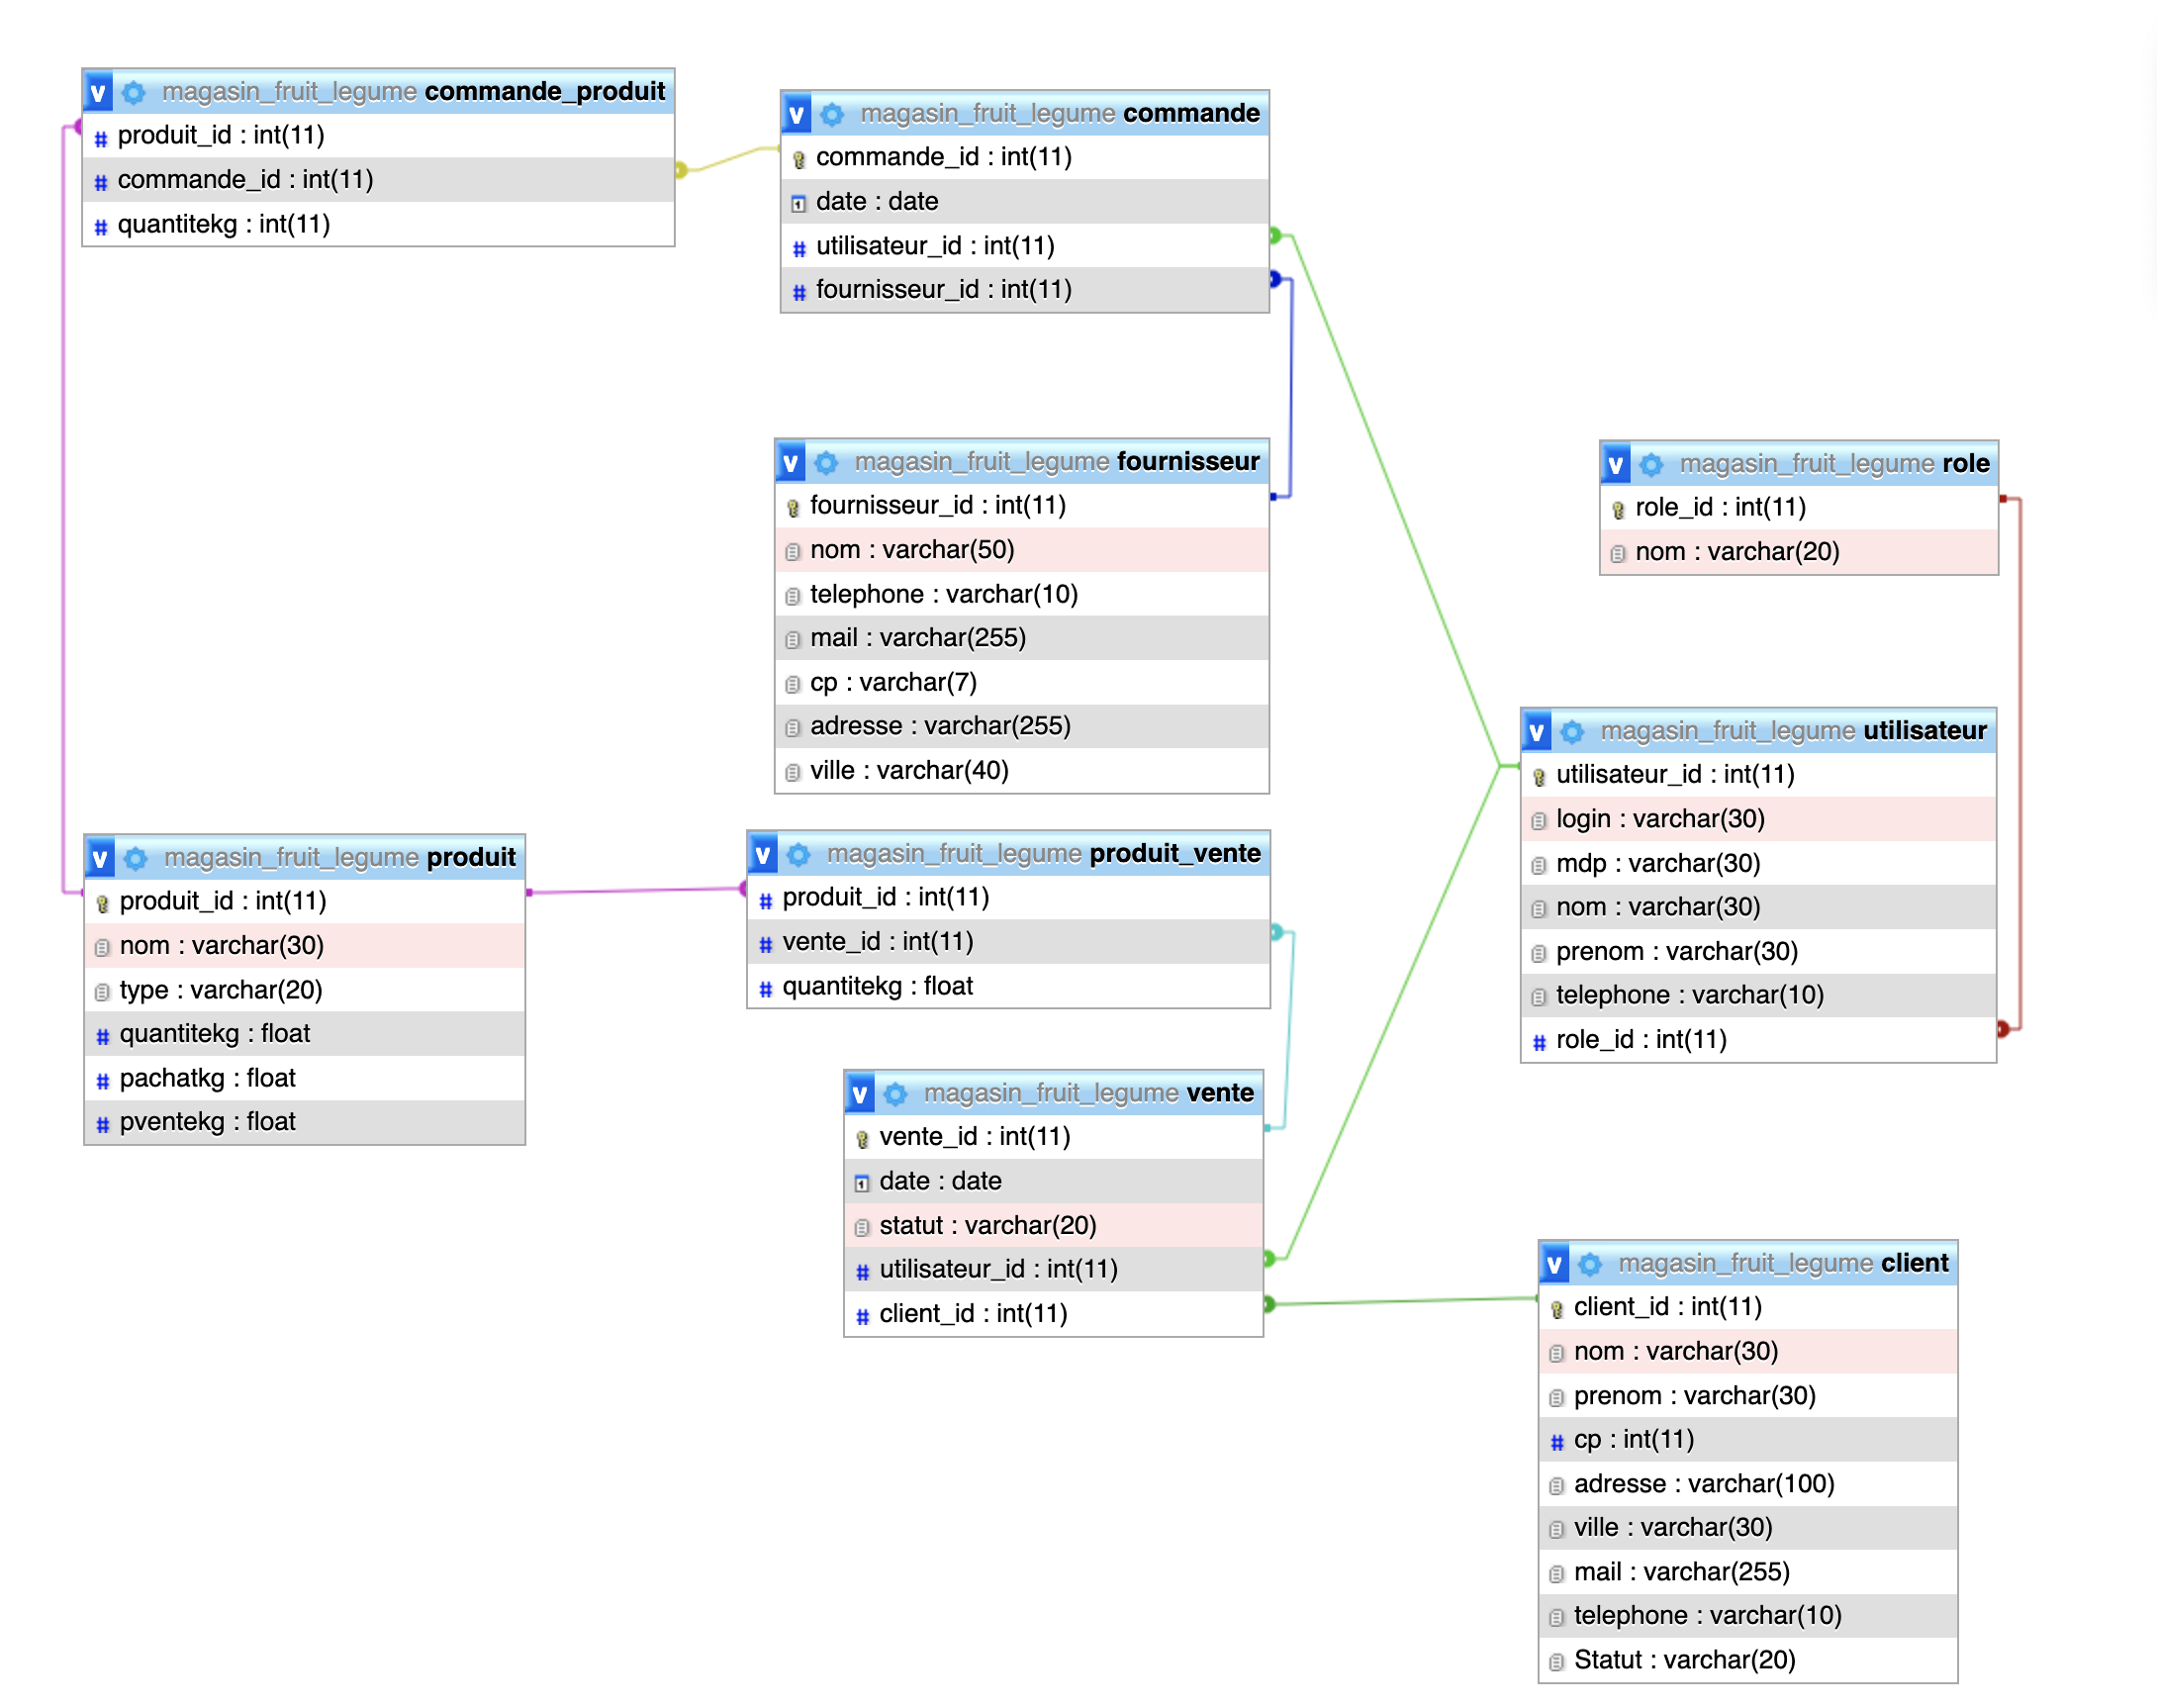 magasin_fruit_legume commande_produit
produit_id : int(11)
commande_id : int(11)
quantitekg : int(11)
magasin_fruit_legume commande
commande_id : int(11)
date : date
utilisateur_id : int(11)
fournisseur_id : int(11)
magasin_fruit_legume fournisseur
fournisseur_id : int(11)
nom : varchar(50)
telephone : varchar(10)
mail : varchar(255)
cp : varchar(7)
adresse : varchar(255)
ville : varchar(40)
magasin_fruit_legume role
role_id : int(11)
nom : varchar(20)
magasin_fruit_legume utilisateur
utilisateur_id : int(11)
login : varchar(30)
mdp : varchar(30)
nom : varchar(30)
prenom : varchar(30)
telephone : varchar(10)
role_id : int(11)
magasin_fruit_legume produit
produit_id : int(11)
nom : varchar(30)
type : varchar(20)
quantitekg : float
pachatkg : float
pventekg : float
magasin_fruit_legume produit_vente
produit_id : int(11)
vente_id : int(11)
quantitekg : float
magasin_fruit_legume vente
vente_id : int(11)
date : date
statut : varchar(20)
utilisateur_id : int(11)
client_id : int(11)
magasin_fruit_legume client
client_id : int(11)
nom : varchar(30)
prenom : varchar(30)
cp : int(11)
adresse : varchar(100)
ville : varchar(30)
mail : varchar(255)
telephone : varchar(10)
Statut : varchar(20)